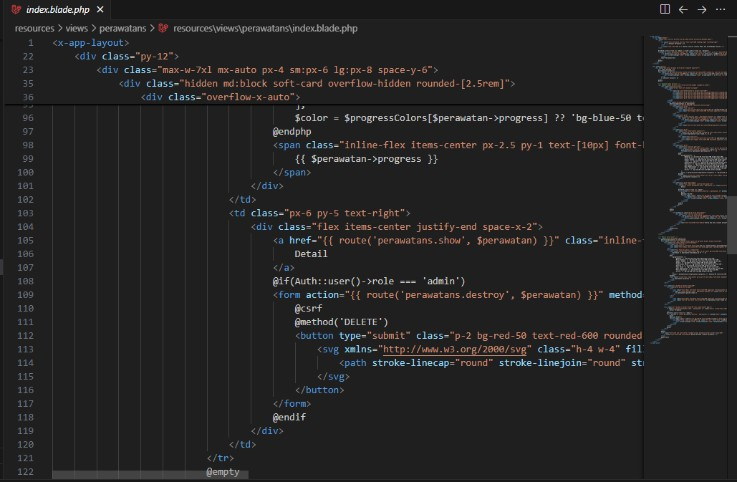 index.blade.php ×
resources > views > perawatans > resources\views\perawatans\index.blade.php
1 <x-app-layout>
22 <div class="py-12">
23 <div class="max-w-7xl mx-auto px-4 sm:px-6 lg:px-8 space-y-6">
35 <div class="hidden md:block soft-card overflow-hidden rounded-[2.5rem]">
36 <div class="overflow-x-auto">
96 $color = $progressColors[$perawatan->progress] ?? 'bg-blue-50 te
97 @endphp
98 <span class="inline-flex items-center px-2.5 py-1 text-[10px] font-
99 {{ $perawatan->progress }}
100 </span>
101 </div>
102 </td>
103 <td class="px-6 py-5 text-right">
104 <div class="flex items-center justify-end space-x-2">
105 <a href="{{ route('perawatans.show', $perawatan) }}" class="inline-
106 Detail
107 </a>
108 @if(Auth::user()->role === 'admin')
109 <form action="{{ route('perawatans.destroy', $perawatan) }}" method
110 @csrf
111 @method('DELETE')
112 <button type="submit" class="p-2 bg-red-50 text-red-600 rounded
113 <svg xmlns="http://www.w3.org/2000/svg" class="h-4 w-4" fil
114 <path stroke-linecap="round" stroke-linejoin="round" st
115 </svg>
116 </button>
117 </form>
118 @endif
119 </div>
120 </td>
121 </tr>
122 @empty